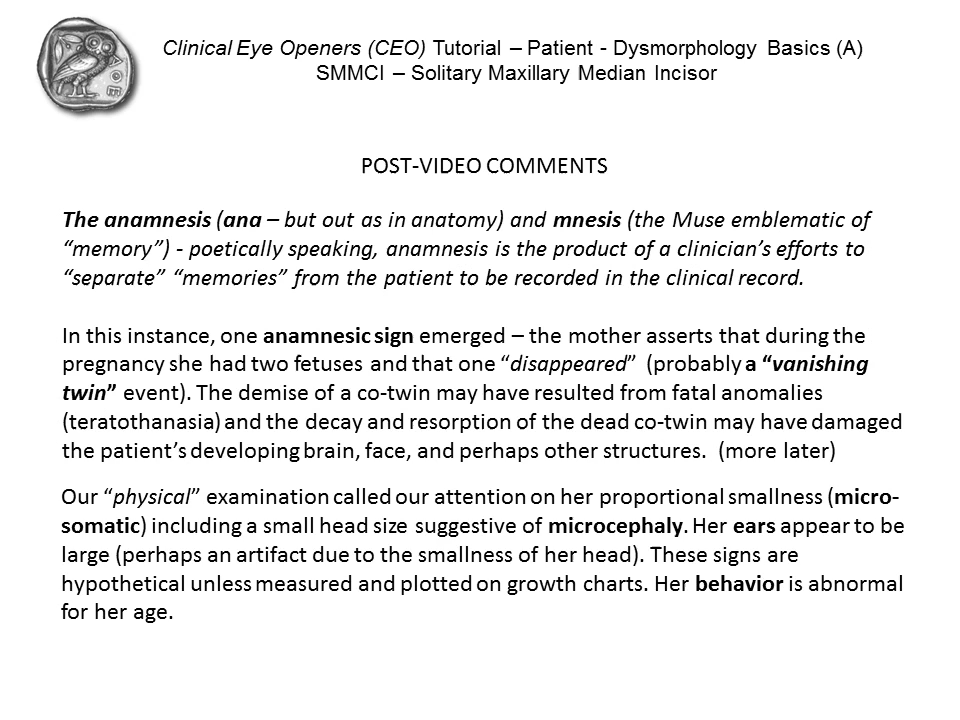 Clinical Eye Openers (CEO) Tutorial – Patient - Dysmorphology Basics (A)
SMMCI – Solitary Maxillary Median Incisor
POST-VIDEO COMMENTS
The anamnesis (ana – but out as in anatomy) and mnesis (the Muse emblematic of
“memory”) - poetically speaking, anamnesis is the product of a clinician’s efforts to
“separate” “memories” from the patient to be recorded in the clinical record.
In this instance, one anamnesic sign emerged – the mother asserts that during the
pregnancy she had two fetuses and that one “disappeared” (probably a “vanishing
twin” event). The demise of a co-twin may have resulted from fatal anomalies
(teratothanasia) and the decay and resorption of the dead co-twin may have damaged
the patient’s developing brain, face, and perhaps other structures. (more later)
Our “physical” examination called our attention on her proportional smallness (micro-
somatic) including a small head size suggestive of microcephaly. Her ears appear to be
large (perhaps an artifact due to the smallness of her head). These signs are
hypothetical unless measured and plotted on growth charts. Her behavior is abnormal
for her age.